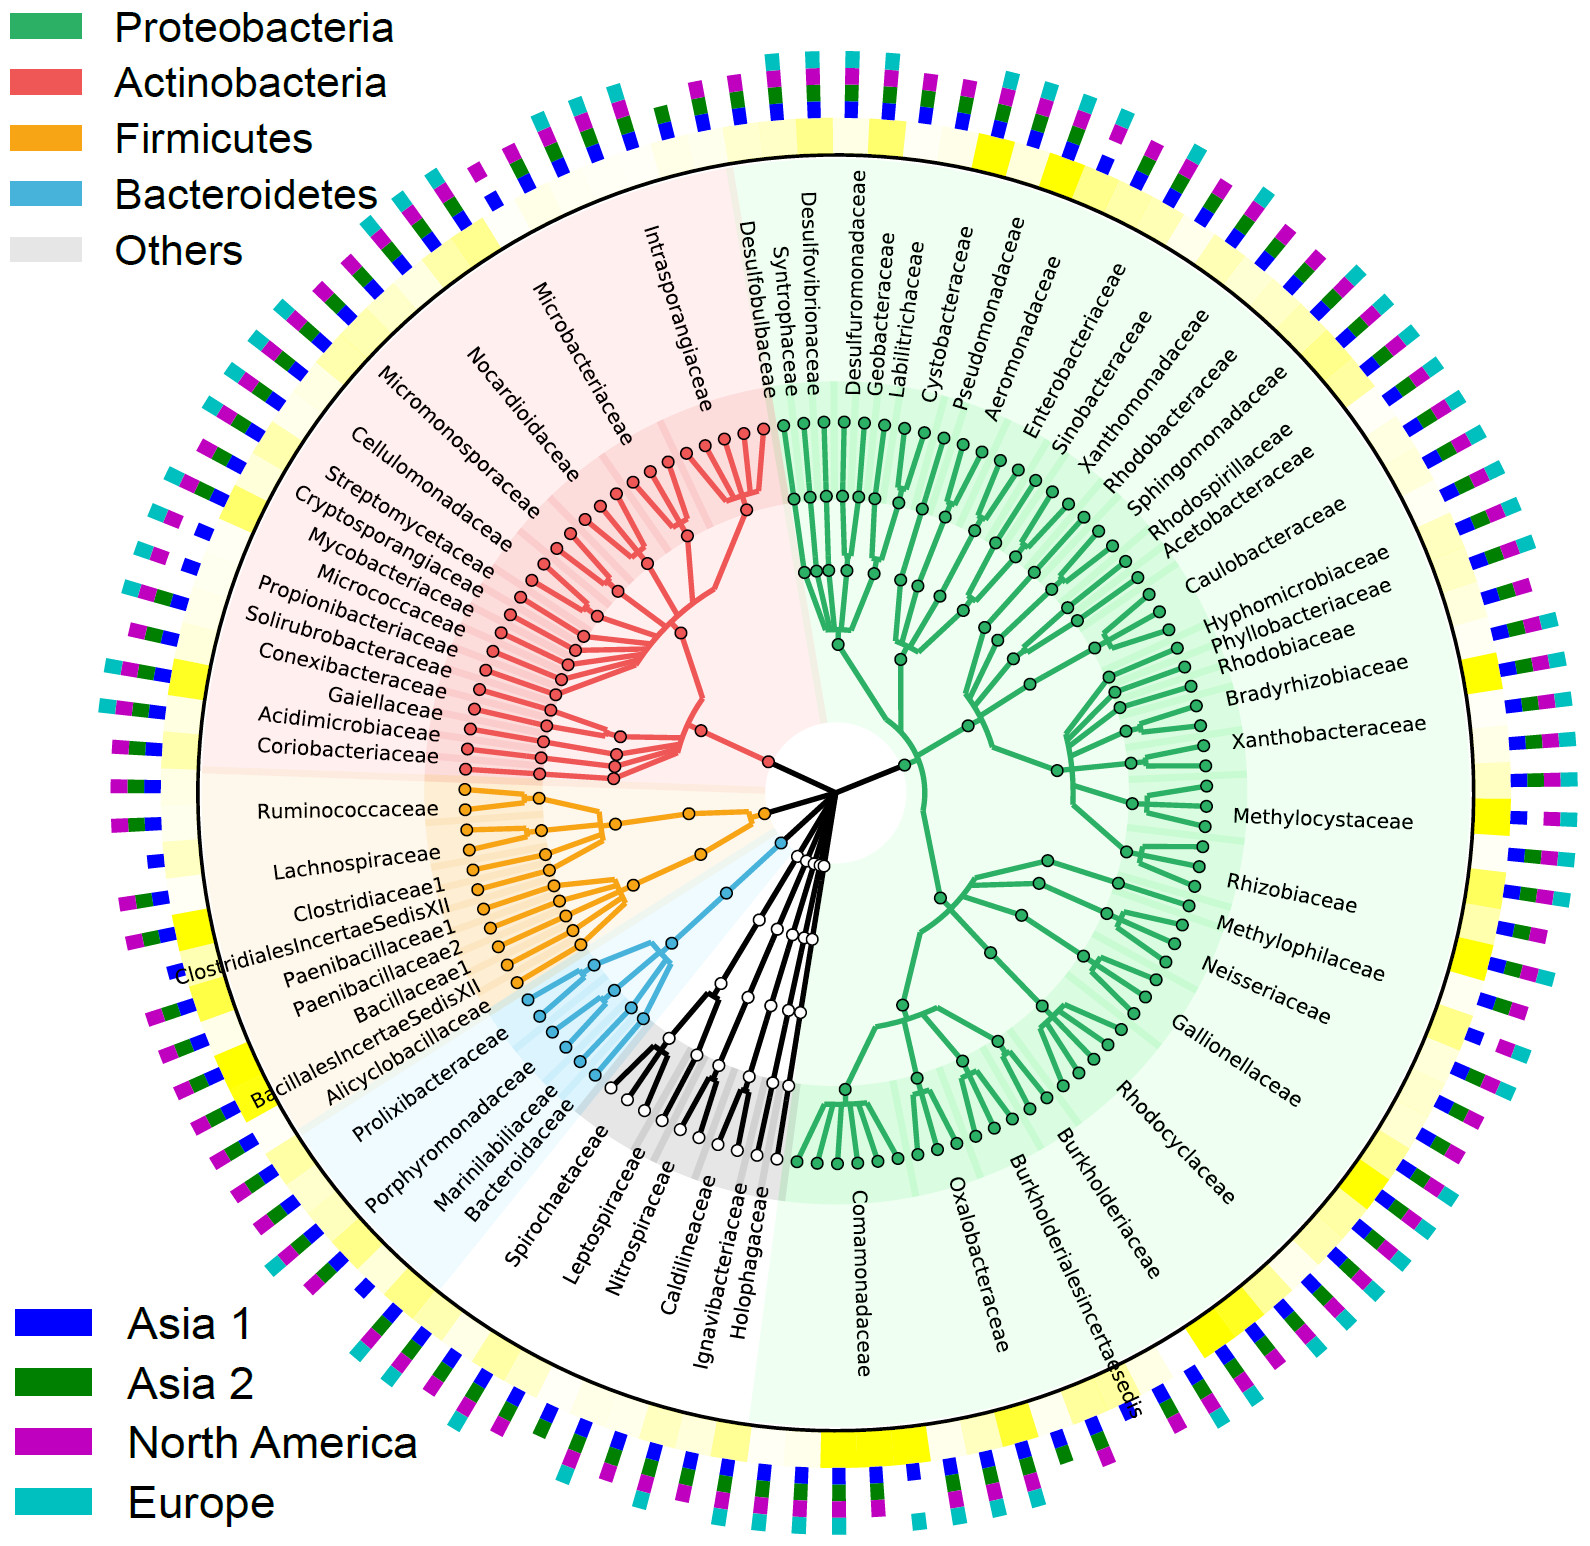 Proteobacteria
Actinobacteria
Firmicutes
Bacteroidetes
Others
Desulfobulbaceae
Syntrophaceae
Desulfovibrionaceae
Desulfuromonadaceae
Geobacteraceae
Labilitrichaceae
Cystobacteraceae
Pseudomonadaceae
Aeromonadaceae
Enterobacteriaceae
Sinobacteraceae
Xanthomonadaceae
Rhodobacteraceae
Sphingomonadaceae
Rhodospirillaceae
Acetobacteraceae
Caulobacteraceae
Hyphomicrobiaceae
Phyllobacteriaceae
Rhodobiaceae
Bradyrhizobiaceae
Xanthobacteraceae
Methylocystaceae
Rhizobiaceae
Methylophilaceae
Neisseriaceae
Gallionellaceae
Rhodocyclaceae
Burkholderiaceae
Burkholderialesincertaesedis
Oxalobacteraceae
Comamonadaceae
Holophagaceae
Ignavibacteriaceae
Caldilineaceae
Nitrospiraceae
Leptospiraceae
Spirochaetaceae
Bacteroidaceae
Marinilabiliaceae
Porphyromonadaceae
Prolixibacteraceae
Alicyclobacillaceae
BacillalesIncertaeSedisXII
Bacillaceae1
Paenibacillaceae2
Paenibacillaceae1
ClostridialesIncertaeSedisXII
Clostridiaceae1
Lachnospiraceae
Ruminococcaceae
Coriobacteriaceae
Acidimicrobiaceae
Gaiellaceae
Conexibacteraceae
Solirubrobacteraceae
Propionibacteriaceae
Micrococcaceae
Mycobacteriaceae
Cryptosporangiaceae
Streptomycetaceae
Cellulomonadaceae
Micromonosporaceae
Nocardioidaceae
Microbacteriaceae
Intrasporangiaceae
Asia 1
Asia 2
North America
Europe